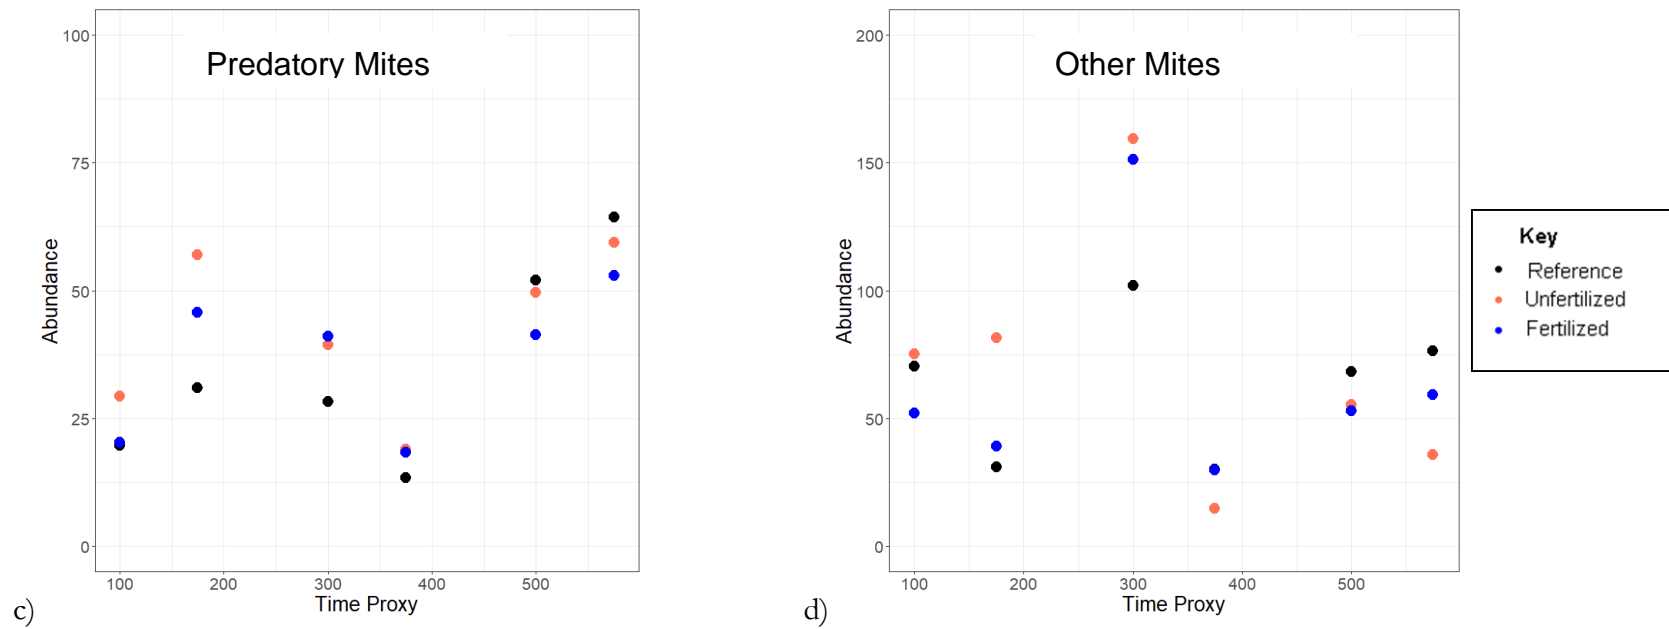 Predatory Mites
100
75
50
25
0
Abundance
100 200 300 400 500
Time Proxy
c)
Other Mites
200
150
100
50
0
Abundance
100 200 300 400 500
Time Proxy
d)
Key
Reference
Unfertilized
Fertilized